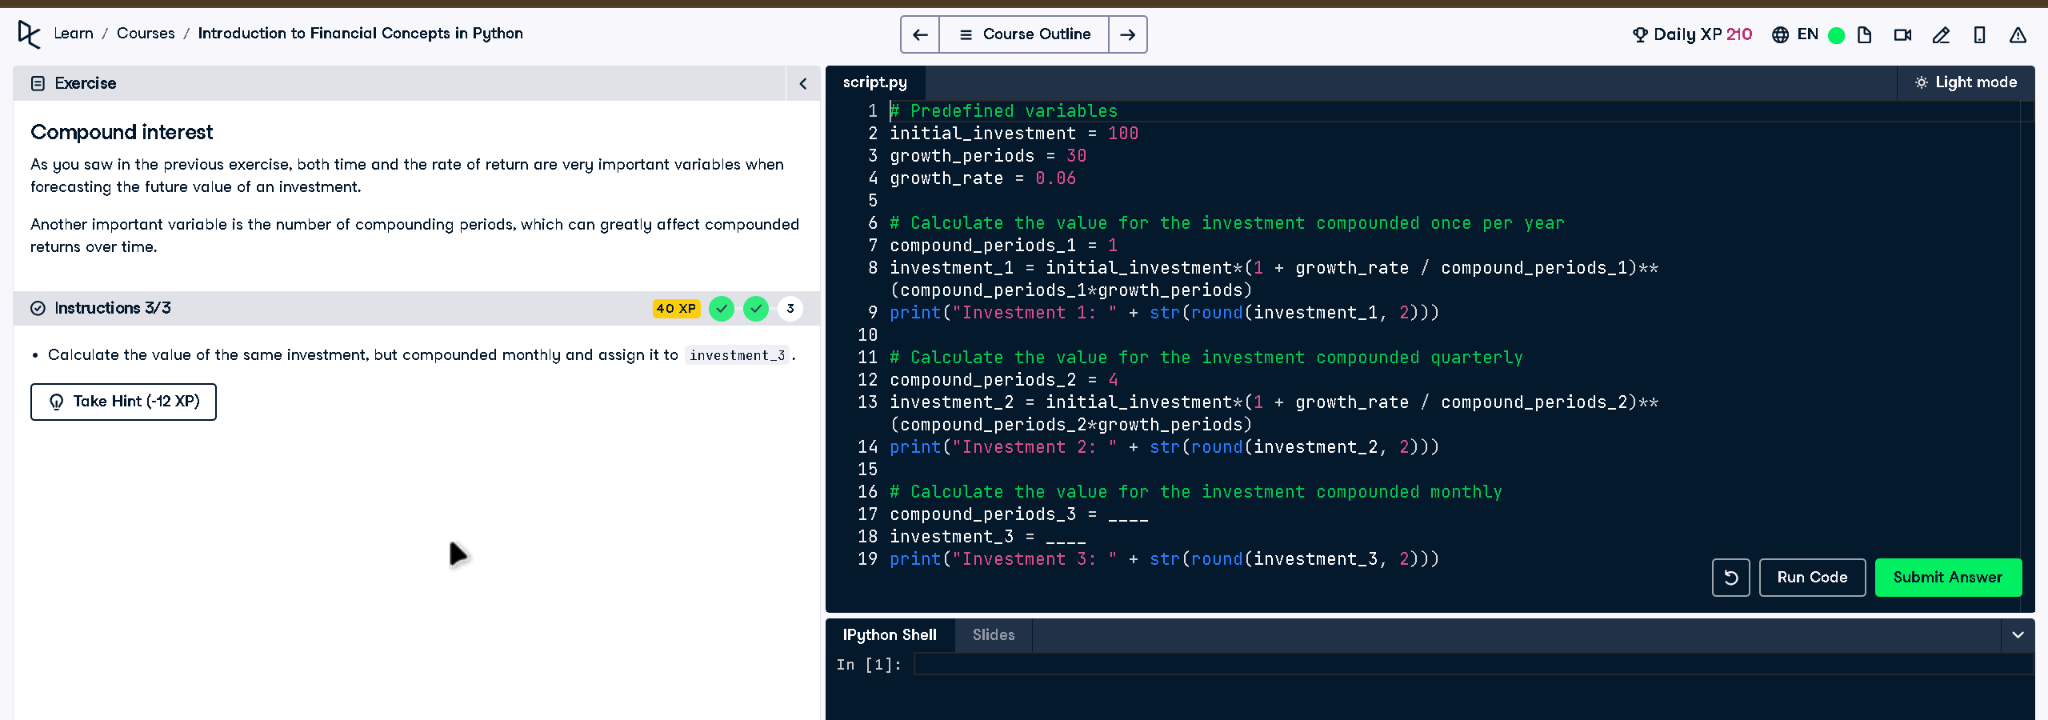 Learn / Courses / Introduction to Financial Concepts in Python
Course Outline
Daily XP 210
EN
Exercise
Compound interest
As you saw in the previous exercise, both time and the rate of return are very important variables when
forecasting the future value of an investment.
Another important variable is the number of compounding periods, which can greatly affect compounded
returns over time.
Instructions 3/3
40 XP
3
• Calculate the value of the same investment, but compounded monthly and assign it to investment_3 .
Take Hint (-12 XP)
script.py
Light mode
1 # Predefined variables
2 initial_investment = 100
3 growth_periods = 30
4 growth_rate = 0.06
5
6 # Calculate the value for the investment compounded once per year
7 compound_periods_1 = 1
8 investment_1 = initial_investment*(1 + growth_rate / compound_periods_1)**
(compound_periods_1*growth_periods)
9 print("Investment 1: " + str(round(investment_1, 2)))
10
11 # Calculate the value for the investment compounded quarterly
12 compound_periods_2 = 4
13 investment_2 = initial_investment*(1 + growth_rate / compound_periods_2)**
(compound_periods_2*growth_periods)
14 print("Investment 2: " + str(round(investment_2, 2)))
15
16 # Calculate the value for the investment compounded monthly
17 compound_periods_3 = ____
18 investment_3 = ____
19 print("Investment 3: " + str(round(investment_3, 2)))
Run Code
Submit Answer
IPython Shell
Slides
In [1]: